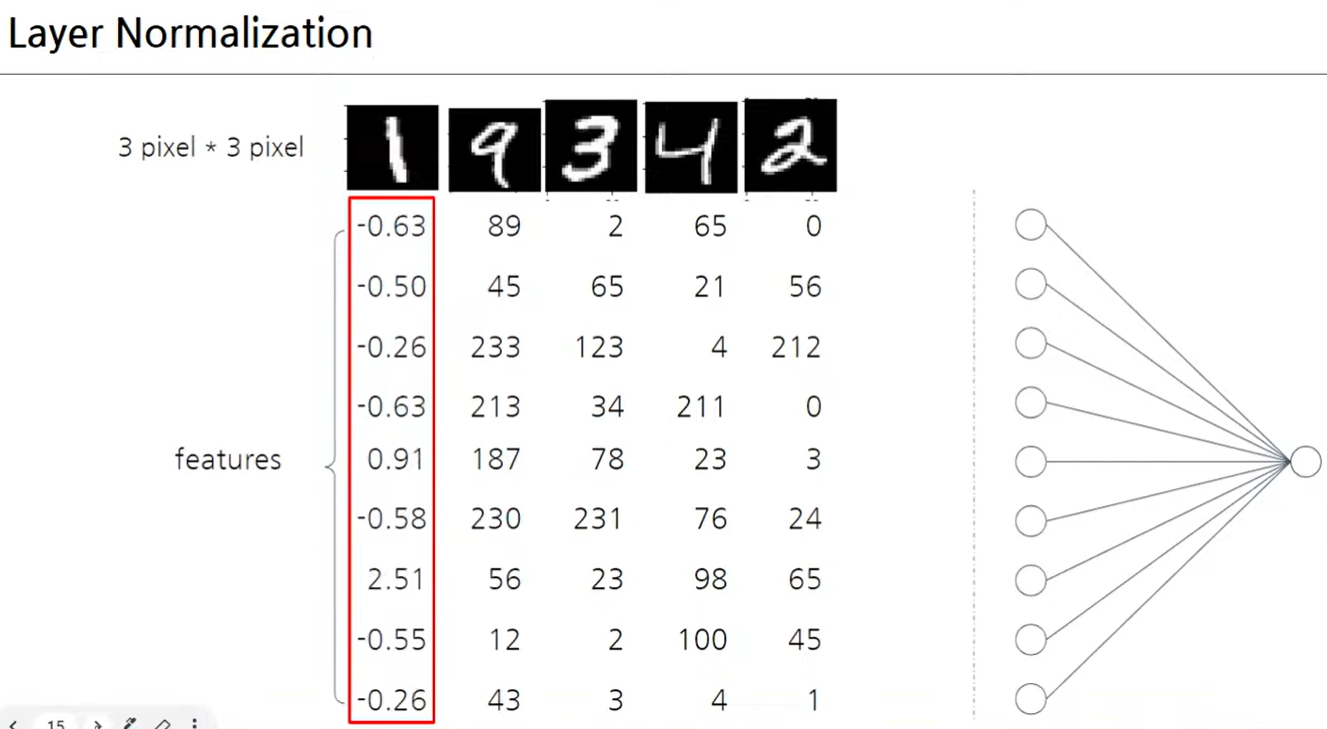 Layer Normalization
3 pixel * 3 pixel
-0.63 89 2 65 0
-0.50 45 65 21 56
-0.26 233 123 4 212
-0.63 213 34 211 0
features 0.91 187 78 23 3
-0.58 230 231 76 24
2.51 56 23 98 65
-0.55 12 2 100 45
-0.26 43 3 4 1
15